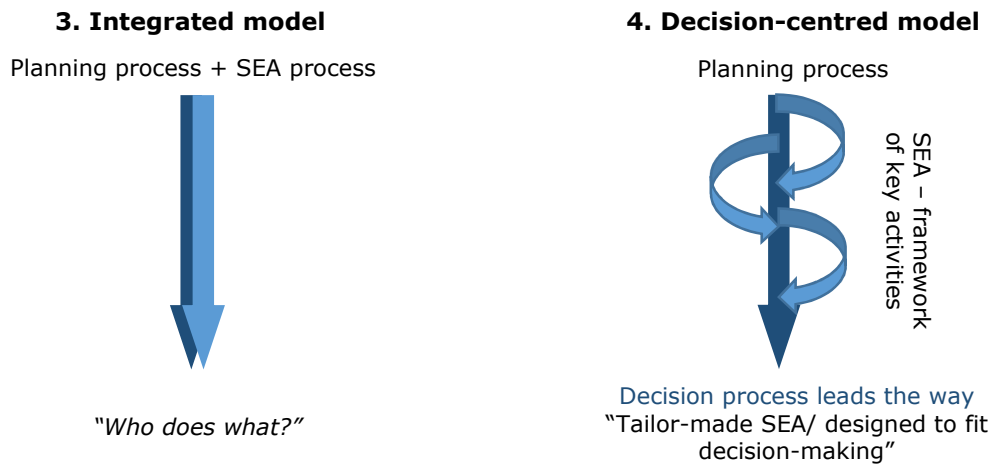 3. Integrated model
Planning process + SEA process
“Who does what?”
4. Decision-centred model
Planning process
SEA – framework
of key activities
Decision process leads the way
“Tailor-made SEA/ designed to fit
decision-making”